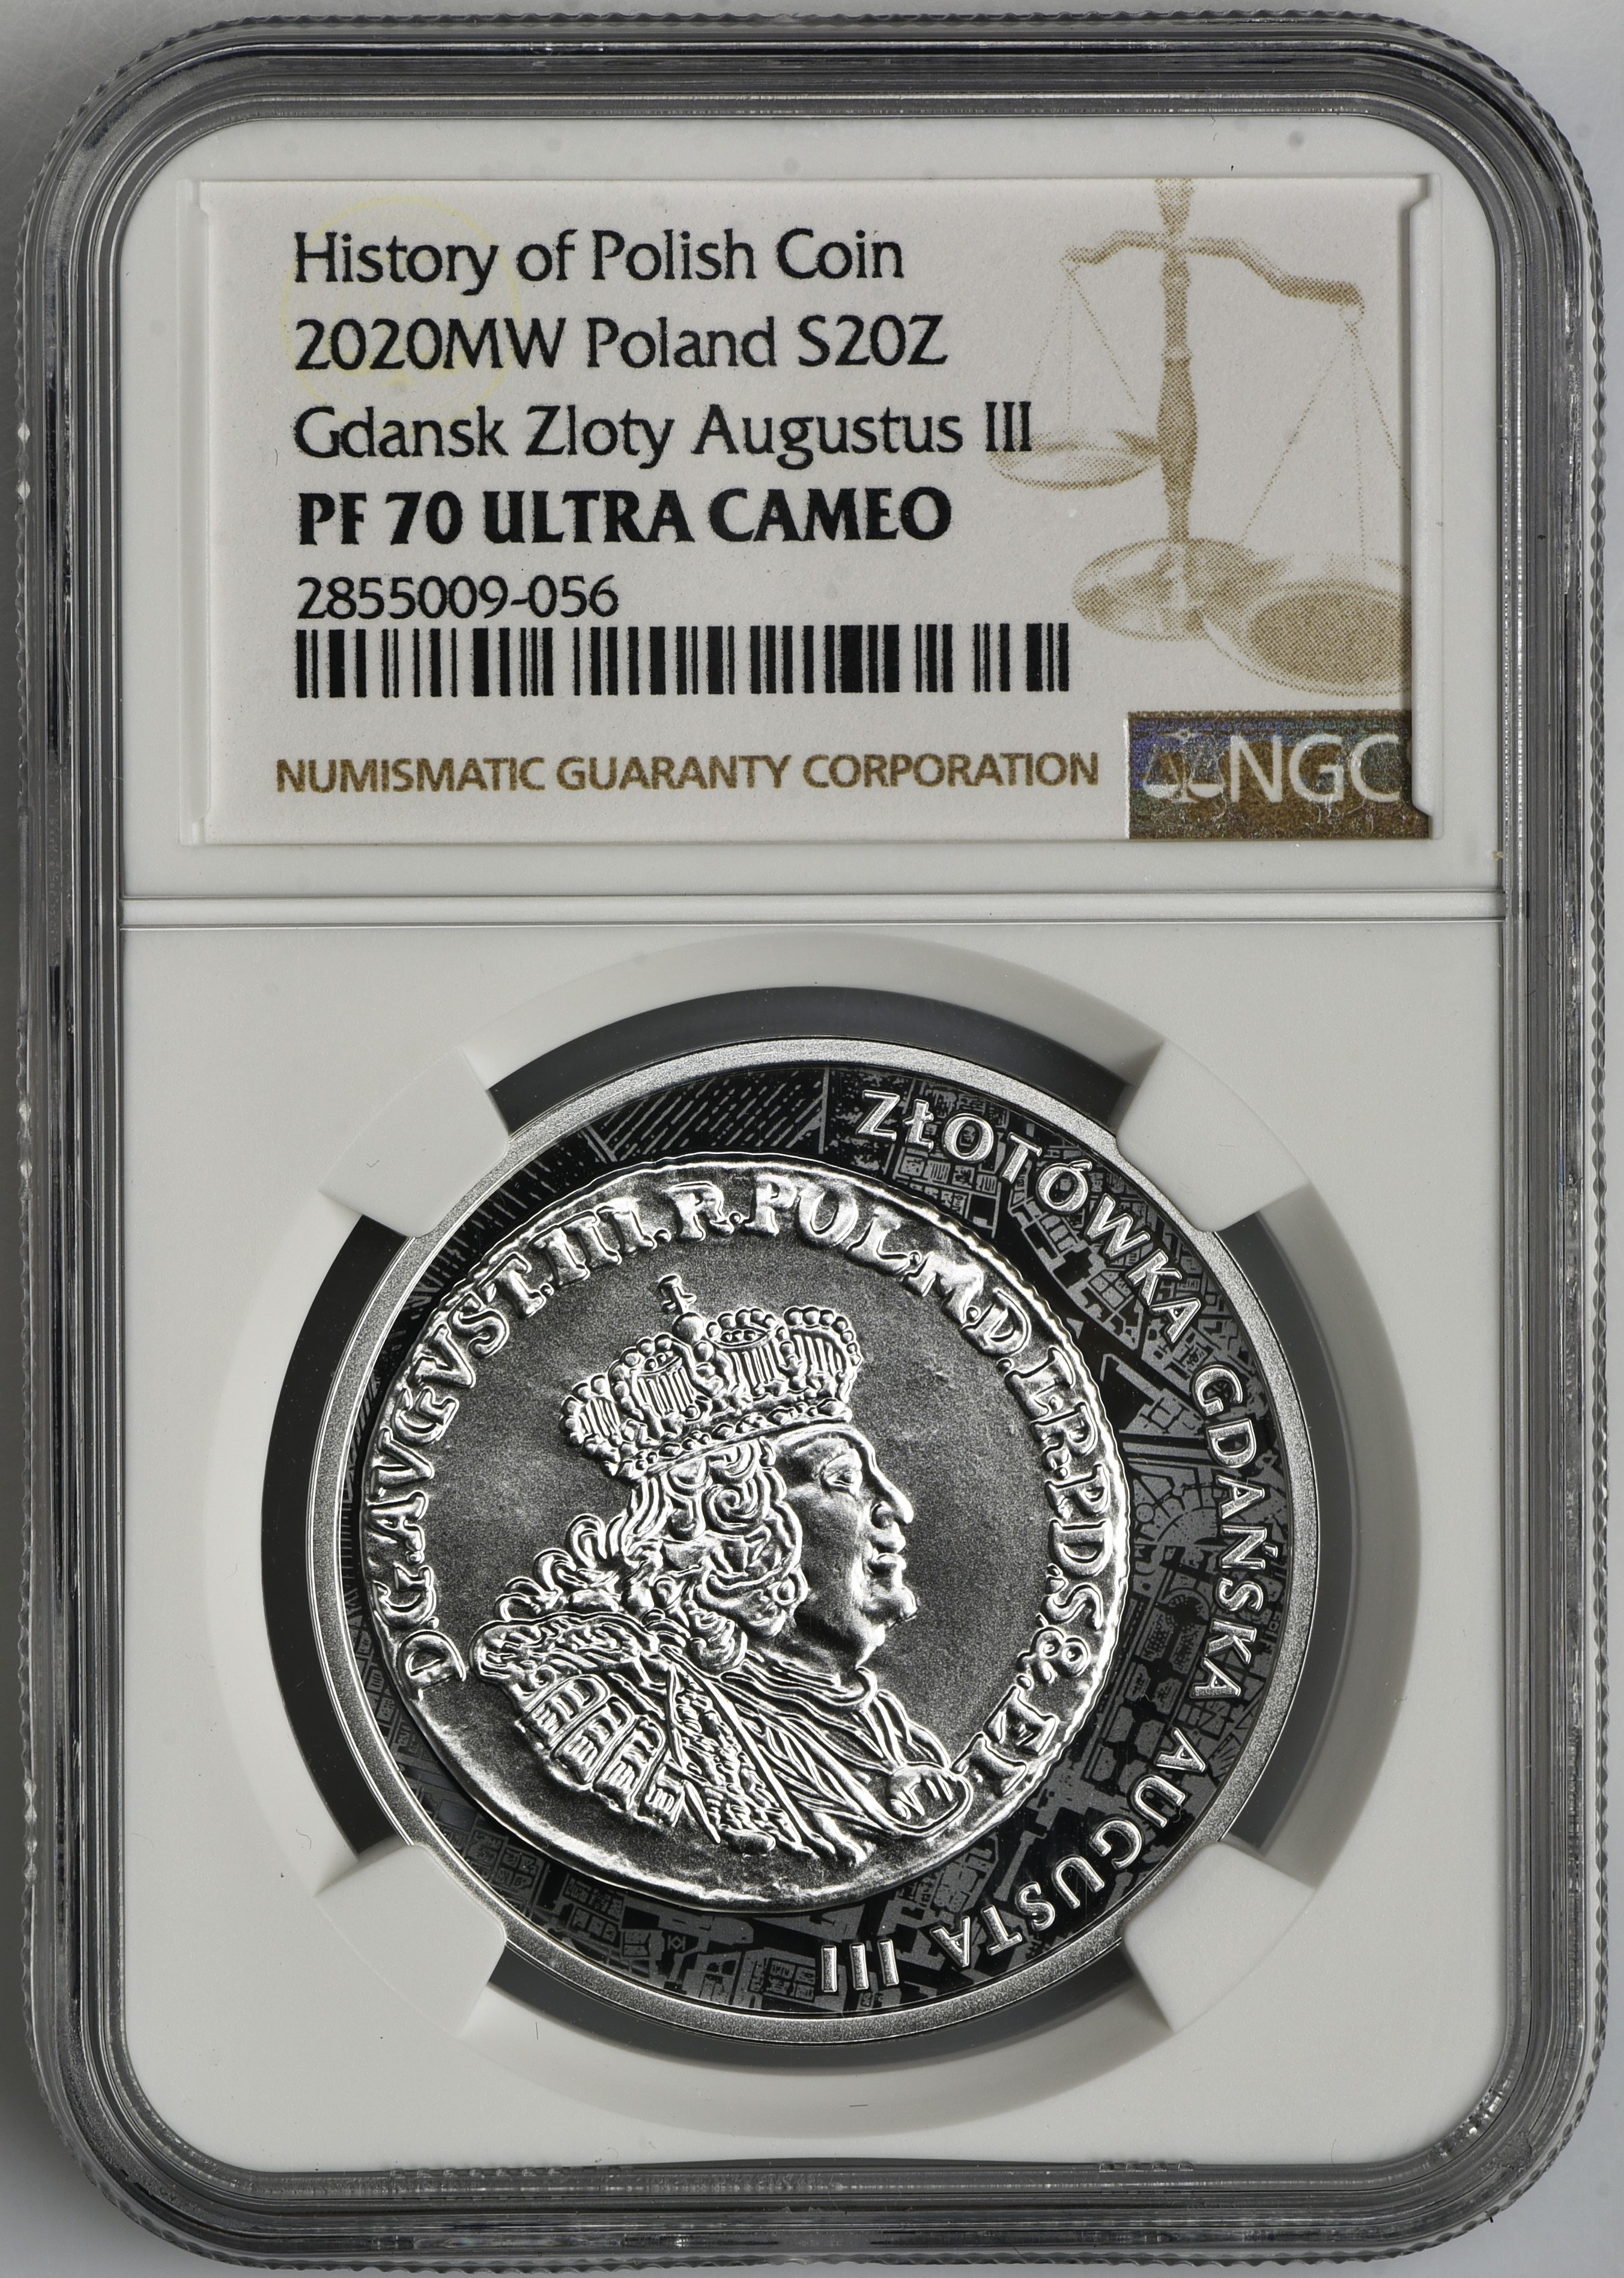 History of Polish Coin
2020MW Poland S20Z
Gdansk Zloty Augustus III
PF 70 ULTRA CAMEO
2855009-056
NUMISMATIC GUARANTY CORPORATION
NGC
ZŁOTÓWKA GDAŃSKA AUGUSTA III
D.G.AVGVST.III.R.POL.M.D.L.R.P.D.S.&.EL.